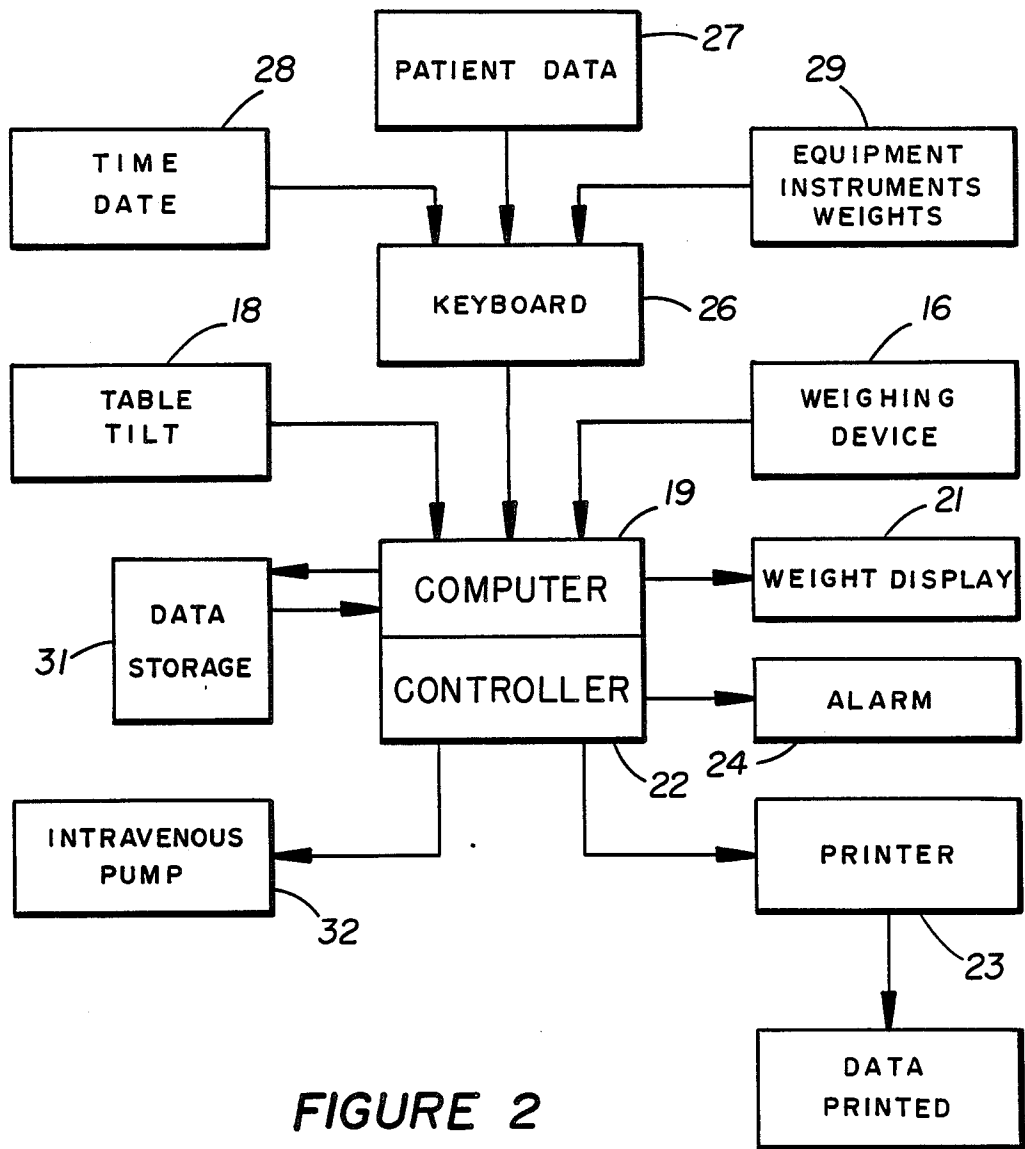 27
PATIENT DATA
28
29
TIME
DATE
EQUIPMENT
INSTRUMENTS
WEIGHTS
KEYBOARD
26
18
16
TABLE
TILT
WEIGHING
DEVICE
19
21
COMPUTER
WEIGHT DISPLAY
DATA
STORAGE
31
CONTROLLER
ALARM
22
24
INTRAVENOUS
PUMP
32
PRINTER
23
DATA
PRINTED
FIGURE 2